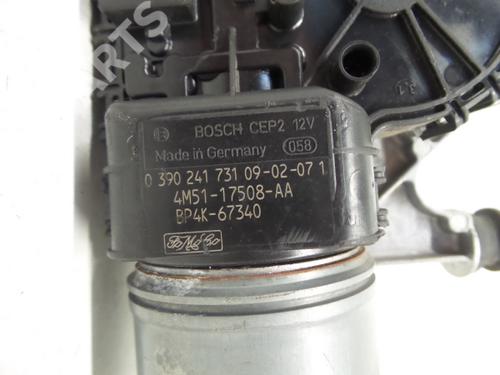 B-PARTS
BOSCH CEP2 12V
Made in Germany 058
0 390 241 731 09-02-07 1
4M51-17508-AA
BP4K-67340
FoMoCo